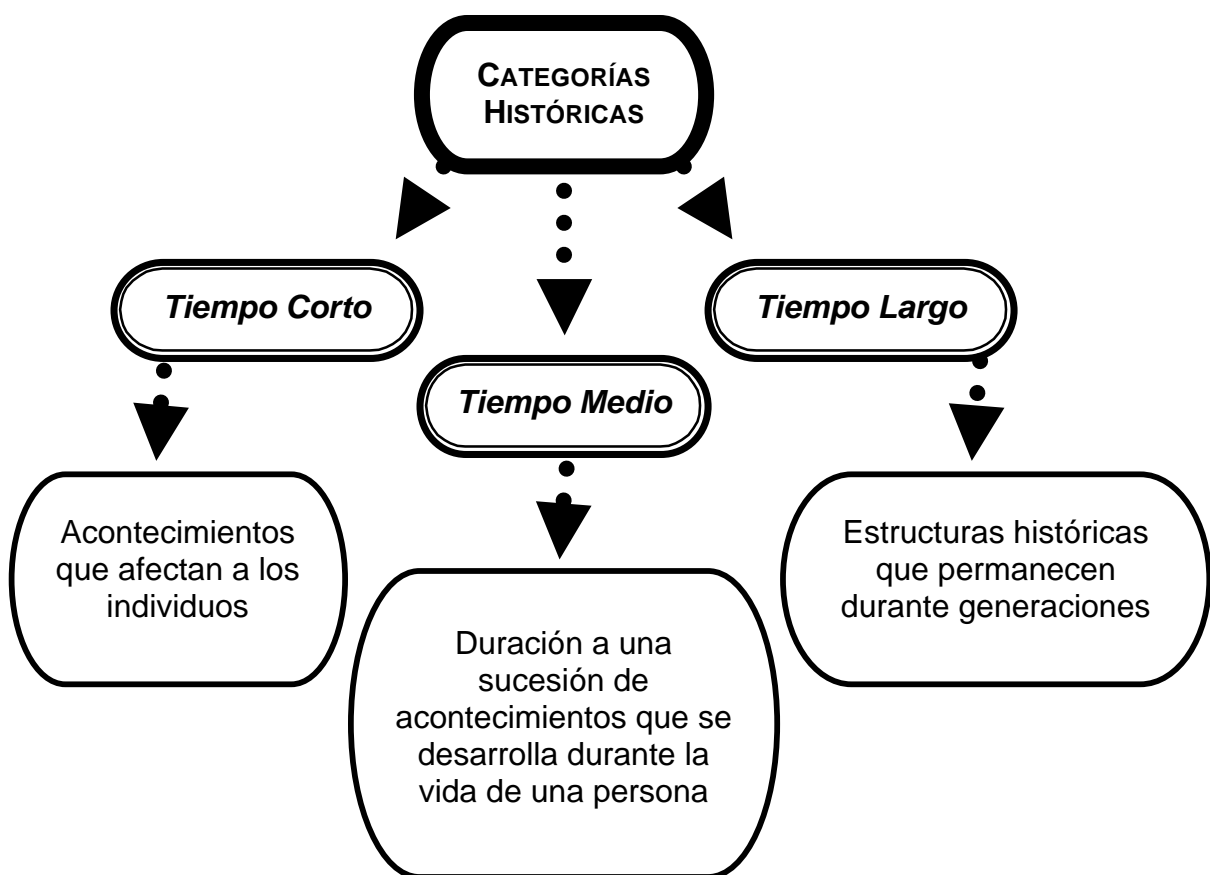 CATEGORÍAS
HISTÓRICAS
Tiempo Corto
Tiempo Largo
Tiempo Medio
Acontecimientos
que afectan a los
individuos
Estructuras históricas
que permanecen
durante generaciones
Duración a una
sucesión de
acontecimientos que se
desarrolla durante la
vida de una persona